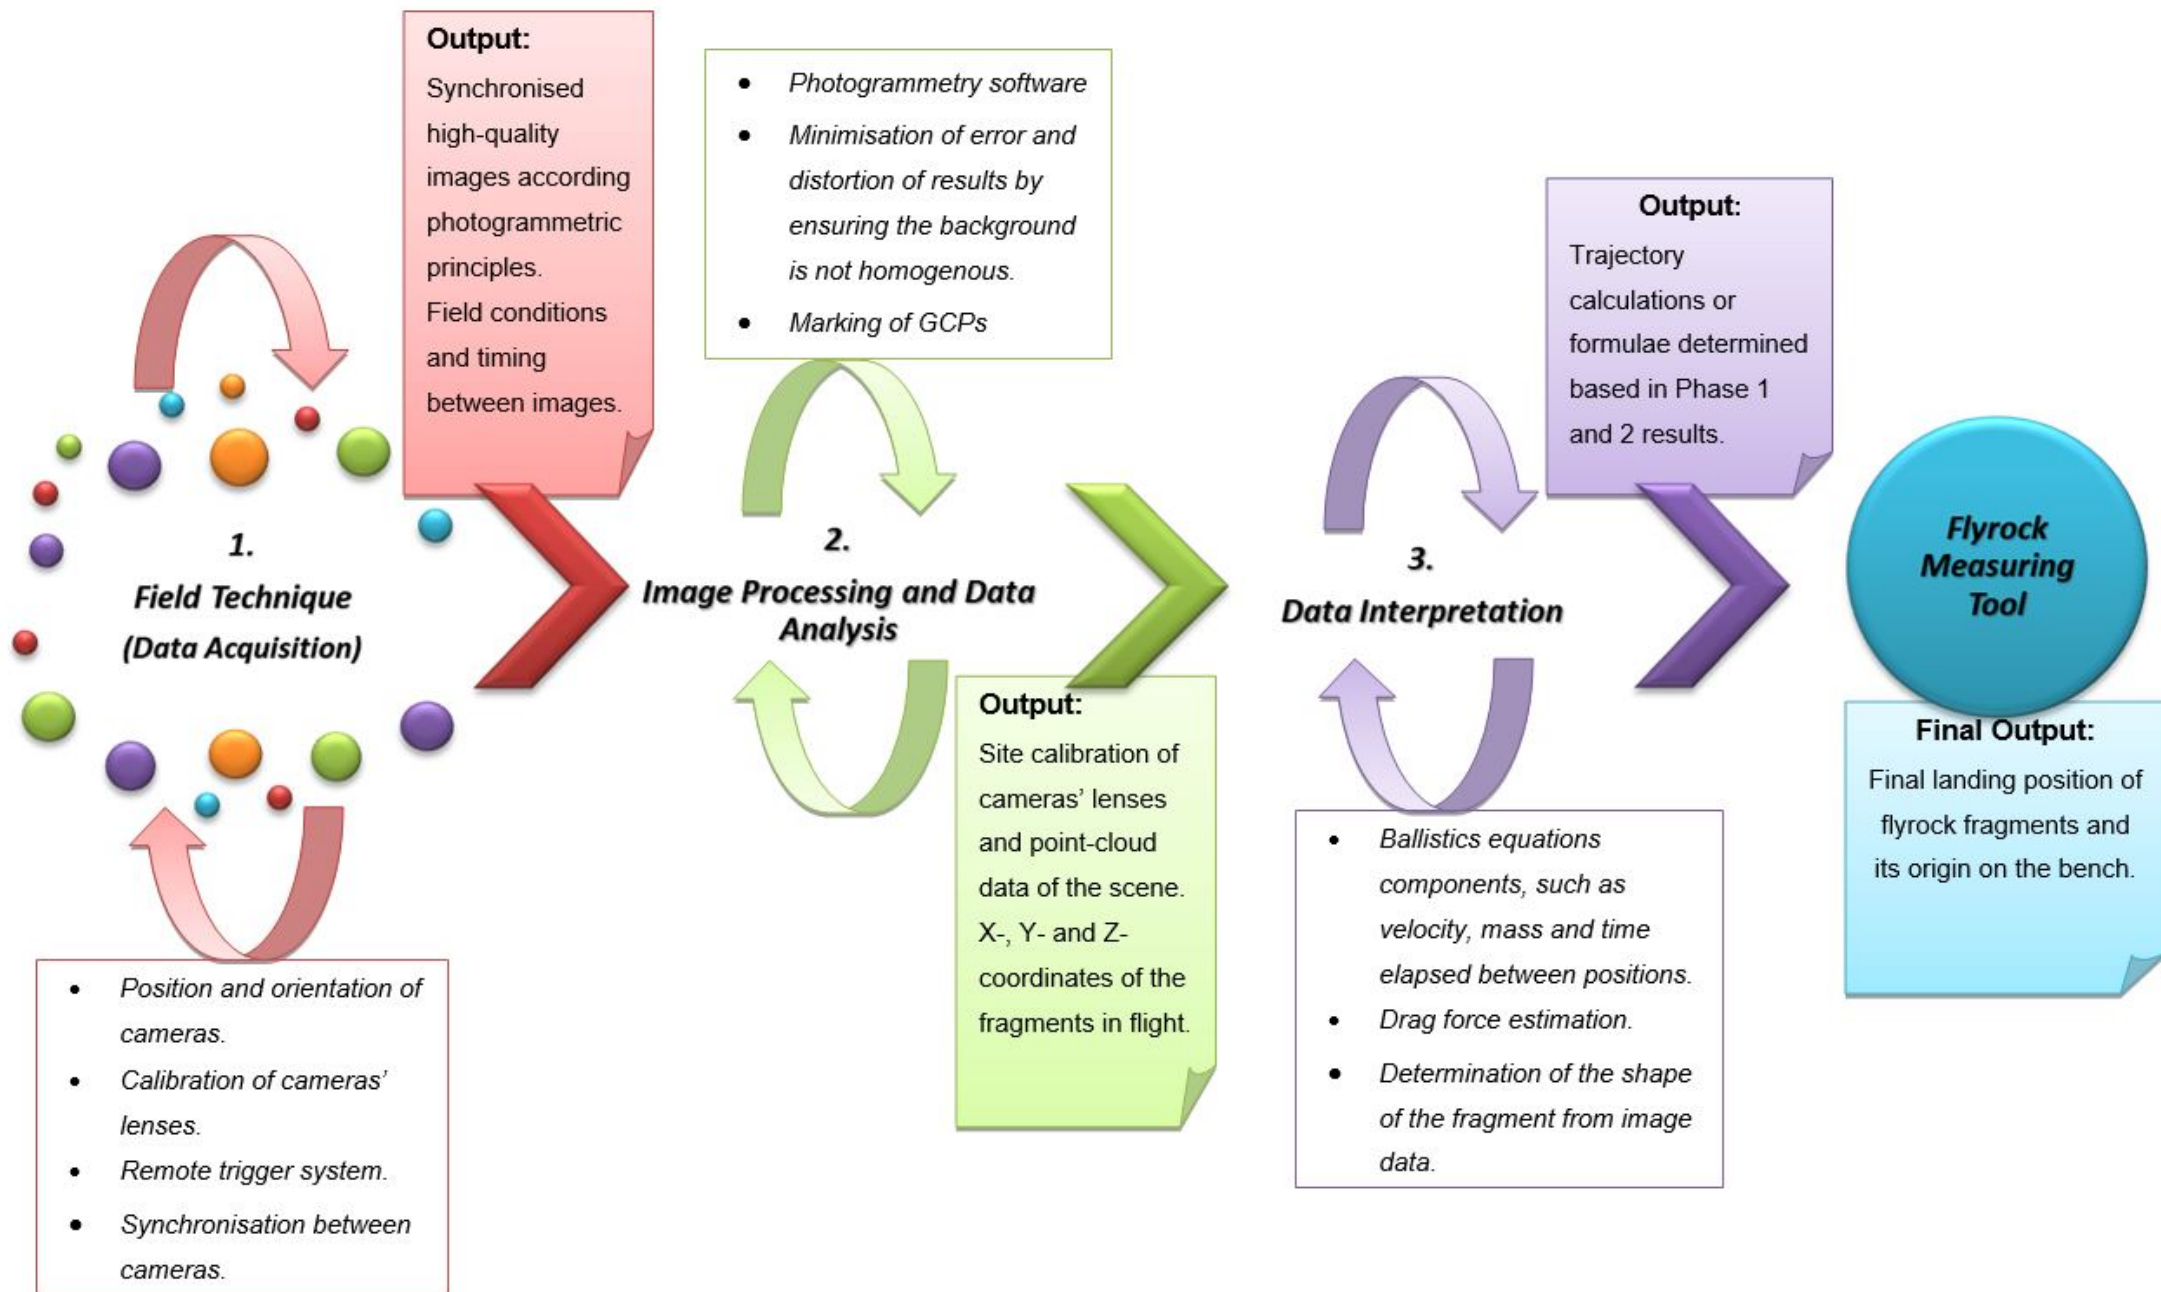 Output:
Synchronised
high-quality
images according
photogrammetric
principles.
Field conditions
and timing
between images.
1.
Field Technique
(Data Acquisition)
• Position and orientation of
cameras.
• Calibration of cameras’
lenses.
• Remote trigger system.
• Synchronisation between
cameras.
• Photogrammetry software
• Minimisation of error and
distortion of results by
ensuring the background
is not homogenous.
• Marking of GCPs
2.
Image Processing and Data
Analysis
Output:
Site calibration of
cameras’ lenses
and point-cloud
data of the scene.
X-, Y- and Z-
coordinates of the
fragments in flight.
Output:
Trajectory
calculations or
formulae determined
based in Phase 1
and 2 results.
3.
Data Interpretation
• Ballistics equations
components, such as
velocity, mass and time
elapsed between positions.
• Drag force estimation.
• Determination of the shape
of the fragment from image
data.
Flyrock
Measuring
Tool
Final Output:
Final landing position of
flyrock fragments and
its origin on the bench.